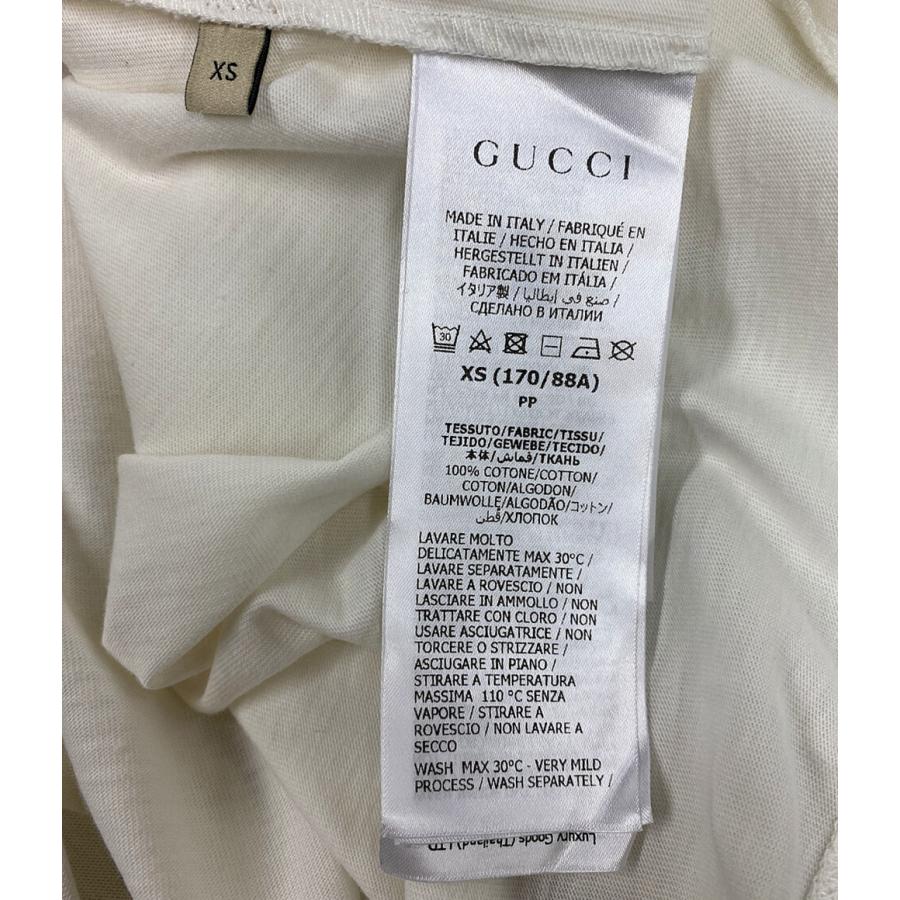 XS
GUCCI
MADE IN ITALY / FABRIQUÉ EN
ITALIE / HECHO EN ITALIA /
HERGESTELLT IN ITALIEN /
FABRICADO EM ITÁLIA /
イタリア製 / صنع في إيطاليا /
СДЕЛАНО В ИТАЛИИ
30
XS (170/88A)
PP
TESSUTO/FABRIC/TISSU/
TEJIDO/GEWEBE/TECIDO/
本体/قماش/ТКАНЬ
100% COTONE/COTTON/
COTON/ALGODON/
BAUMWOLLE/ALGODÃO/コットン/
قطن/ХЛОПОК
LAVARE MOLTO
DELICATAMENTE MAX 30°C /
LAVARE SEPARATAMENTE /
LAVARE A ROVESCIO / NON
LASCIARE IN AMMOLLO / NON
TRATTARE CON CLORO / NON
USARE ASCIUGATRICE / NON
TORCERE O STRIZZARE /
ASCIUGARE IN PIANO /
STIRARE A TEMPERATURA
MASSIMA 110 °C SENZA
VAPORE / STIRARE A
ROVESCIO / NON LAVARE A
SECCO
WASH MAX 30°C - VERY MILD
PROCESS / WASH SEPARATELY /
Luxury Goods (Thailand) LTD